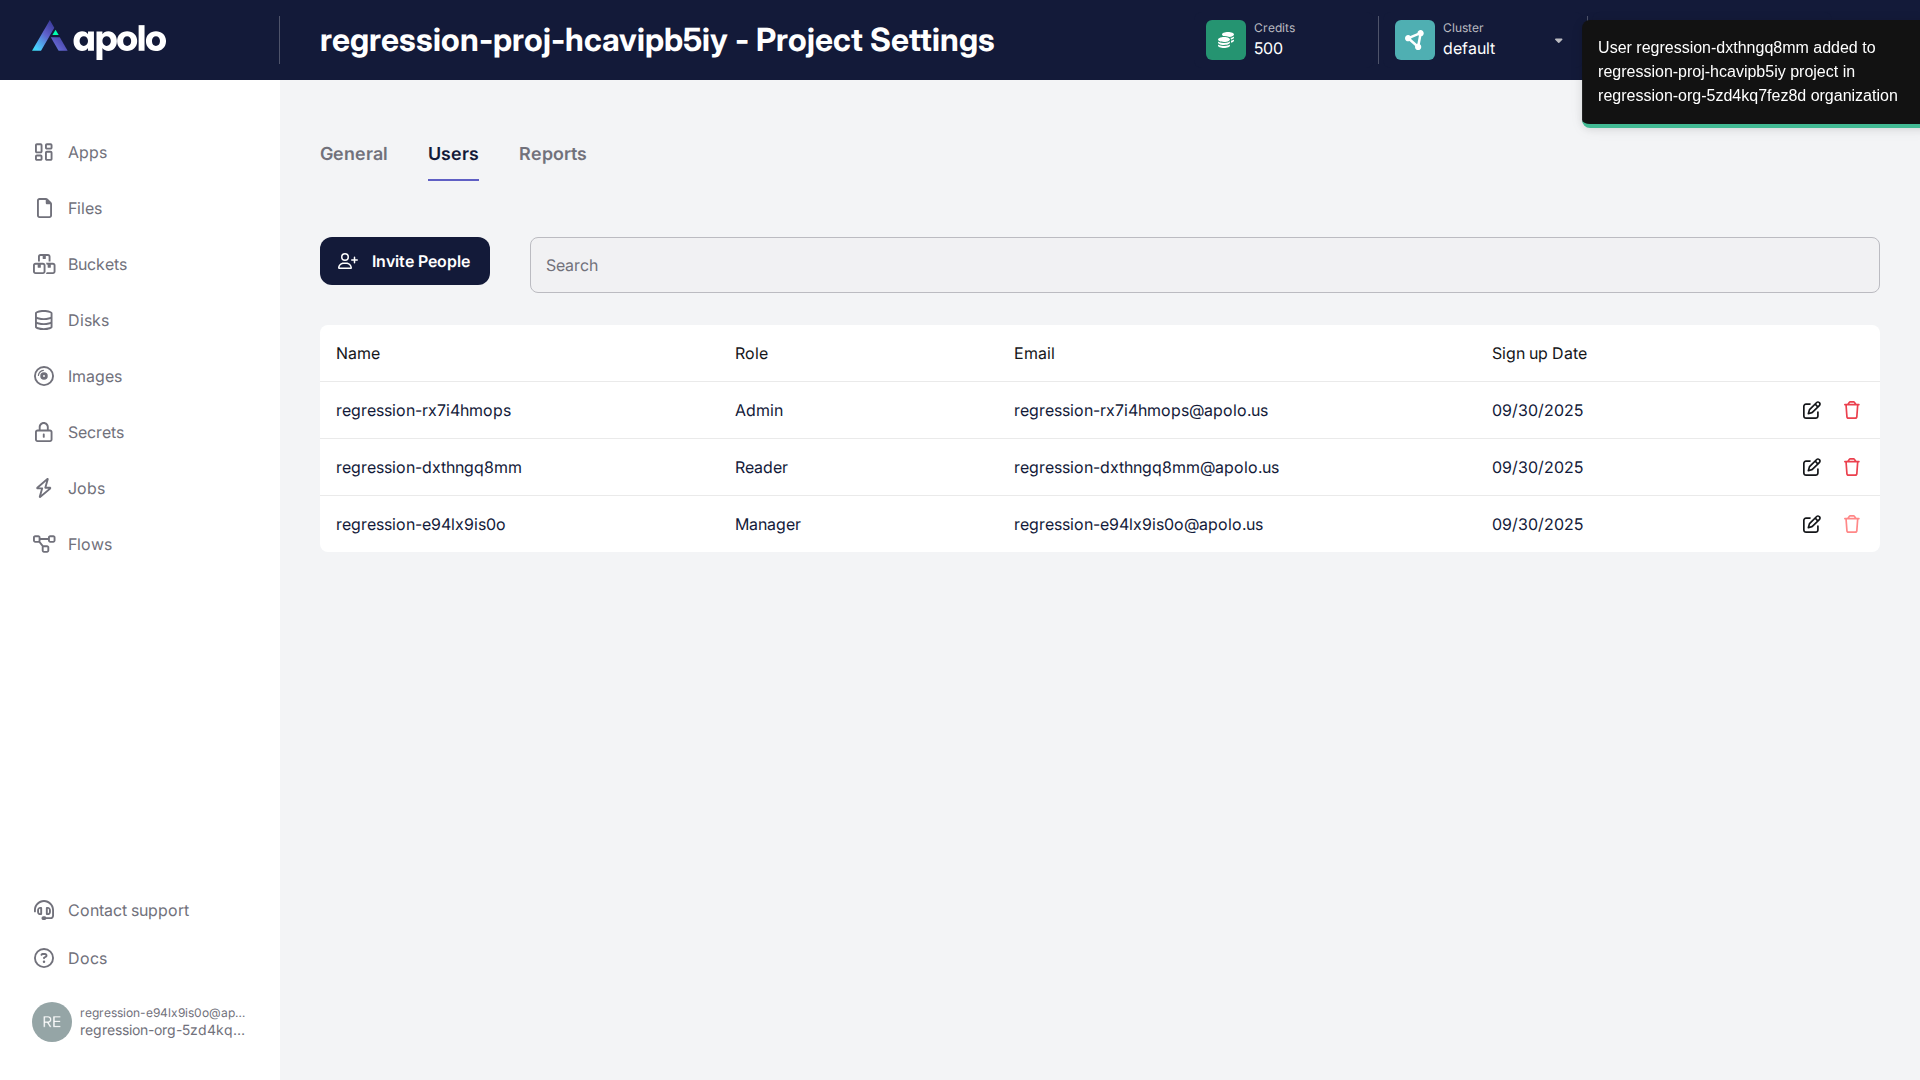 apolo
regression-proj-hcavipb5iy - Project Settings
Credits
500
Cluster
default
User regression-dxthngq8mm added to
regression-proj-hcavipb5iy project in
regression-org-5zd4kq7fez8d organization
Apps
Files
Buckets
Disks
Images
Secrets
Jobs
Flows
General Users Reports
Invite People
Search
Name Role Email Sign up Date
regression-rx7i4hmops Admin regression-rx7i4hmops@apolo.us 09/30/2025
regression-dxthngq8mm Reader regression-dxthngq8mm@apolo.us 09/30/2025
regression-e94lx9is0o Manager regression-e94lx9is0o@apolo.us 09/30/2025
Contact support
Docs
RE
regression-e94lx9is0o@ap...
regression-org-5zd4kq...